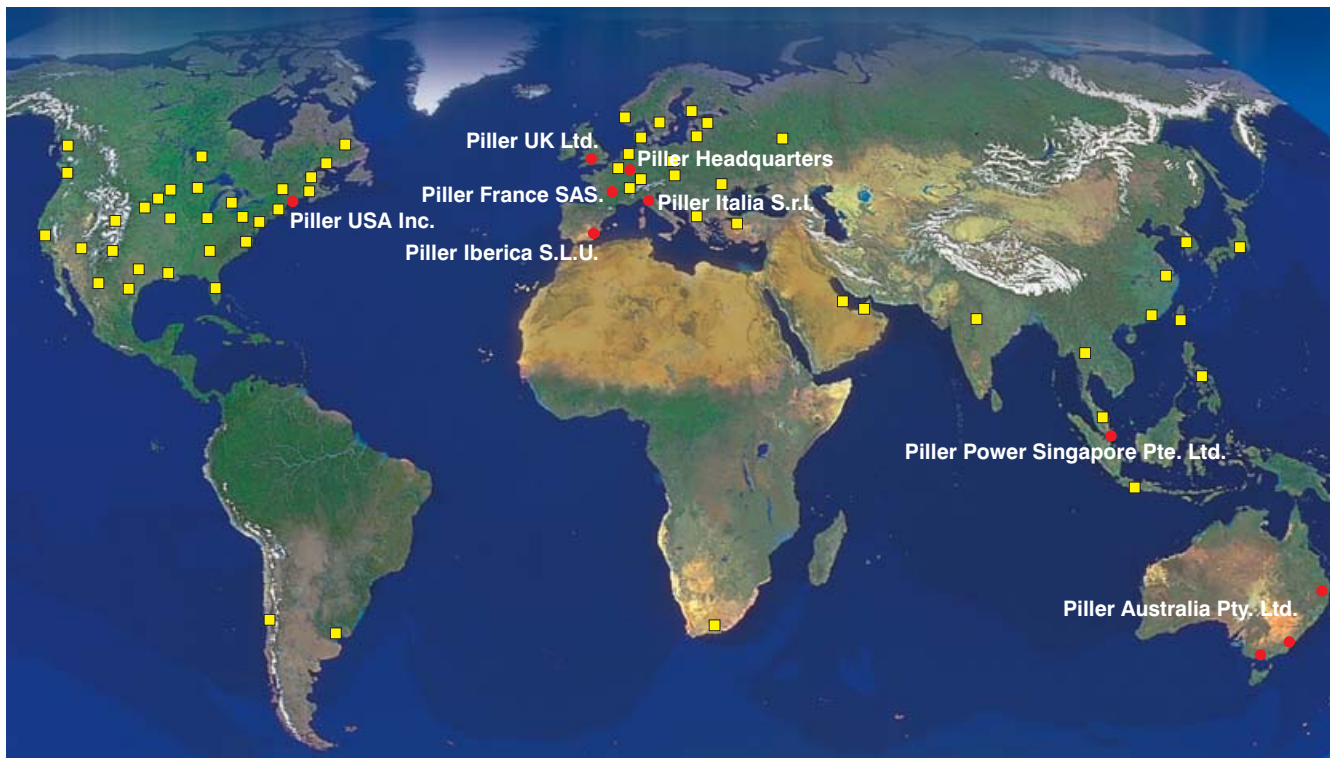 Piller UK Ltd.
Piller Headquarters
Piller France SAS.
Piller Italia S.r.l.
Piller USA Inc.
Piller Iberica S.L.U.
Piller Power Singapore Pte. Ltd.
Piller Australia Pty. Ltd.